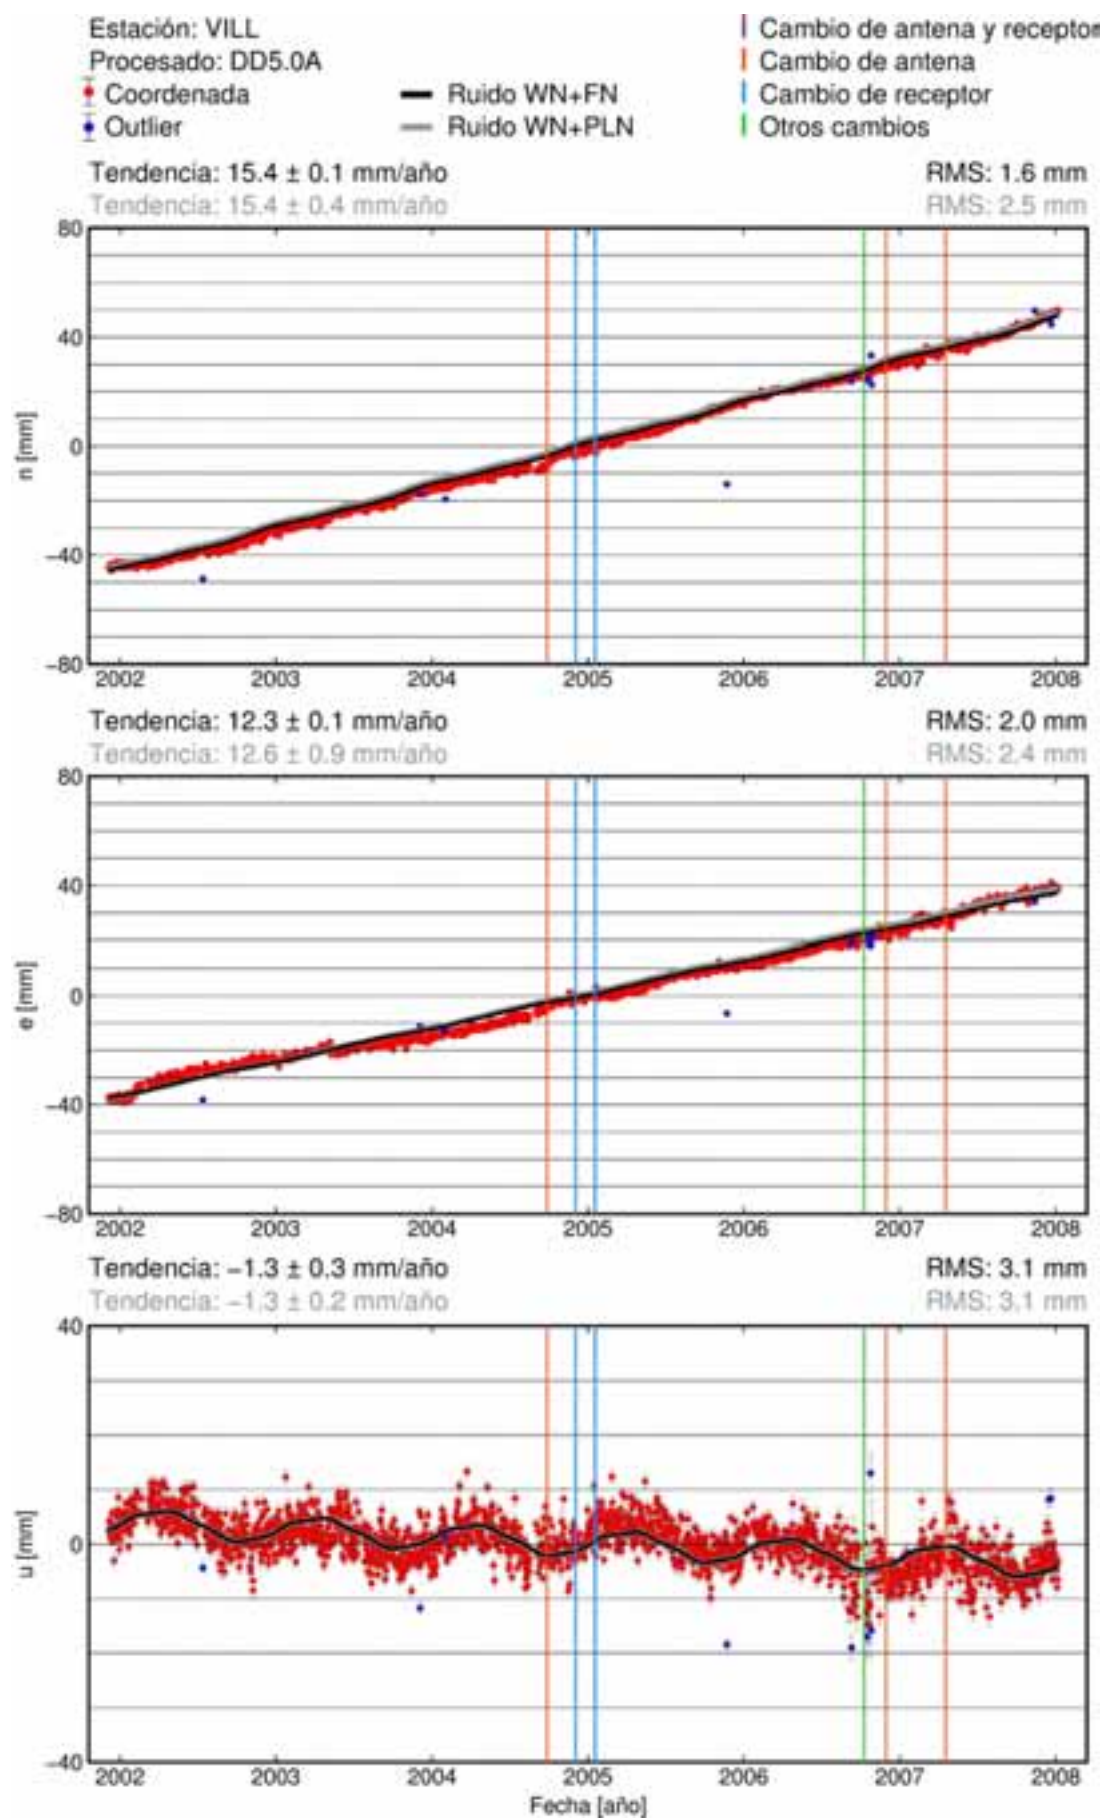 Estación: VILL
Procesado: DD5.0A
Coordenada
Outlier
Ruido WN+FN
Ruido WN+PLN
Cambio de antena y receptor
Cambio de antena
Cambio de receptor
Otros cambios
Tendencia: 15.4 ± 0.1 mm/año RMS: 1.6 mm
Tendencia: 15.4 ± 0.4 mm/año RMS: 2.5 mm
80
40
0
−40
−80
n [mm]
2002 2003 2004 2005 2006 2007 2008
Tendencia: 12.3 ± 0.1 mm/año RMS: 2.0 mm
Tendencia: 12.6 ± 0.9 mm/año RMS: 2.4 mm
80
40
0
−40
−80
e [mm]
2002 2003 2004 2005 2006 2007 2008
Tendencia: −1.3 ± 0.3 mm/año RMS: 3.1 mm
Tendencia: −1.3 ± 0.2 mm/año RMS: 3.1 mm
40
0
−40
u [mm]
2002 2003 2004 2005 2006 2007 2008
Fecha [año]